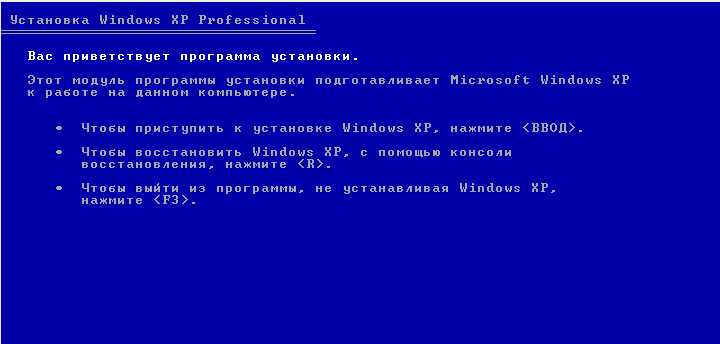 Установка Windows XP Professional
Вас приветствует программа установки.
Этот модуль программы установки подготавливает Microsoft Windows XP
к работе на данном компьютере.
• Чтобы приступить к установке Windows XP, нажмите <ВВОД>.
• Чтобы восстановить Windows XP, с помощью консоли
восстановления, нажмите <R>.
• Чтобы выйти из программы, не устанавливая Windows XP,
нажмите <F3>.